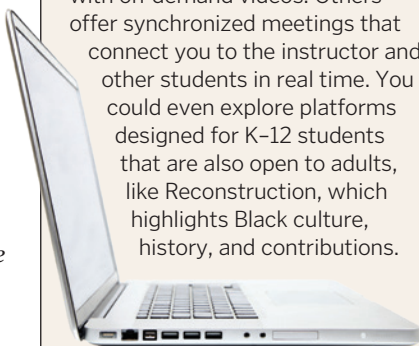 with on-demand videos. Others
offer synchronized meetings that
connect you to the instructor and
other students in real time. You
could even explore platforms
designed for K–12 students
that are also open to adults,
like Reconstruction, which
highlights Black culture,
history, and contributions.